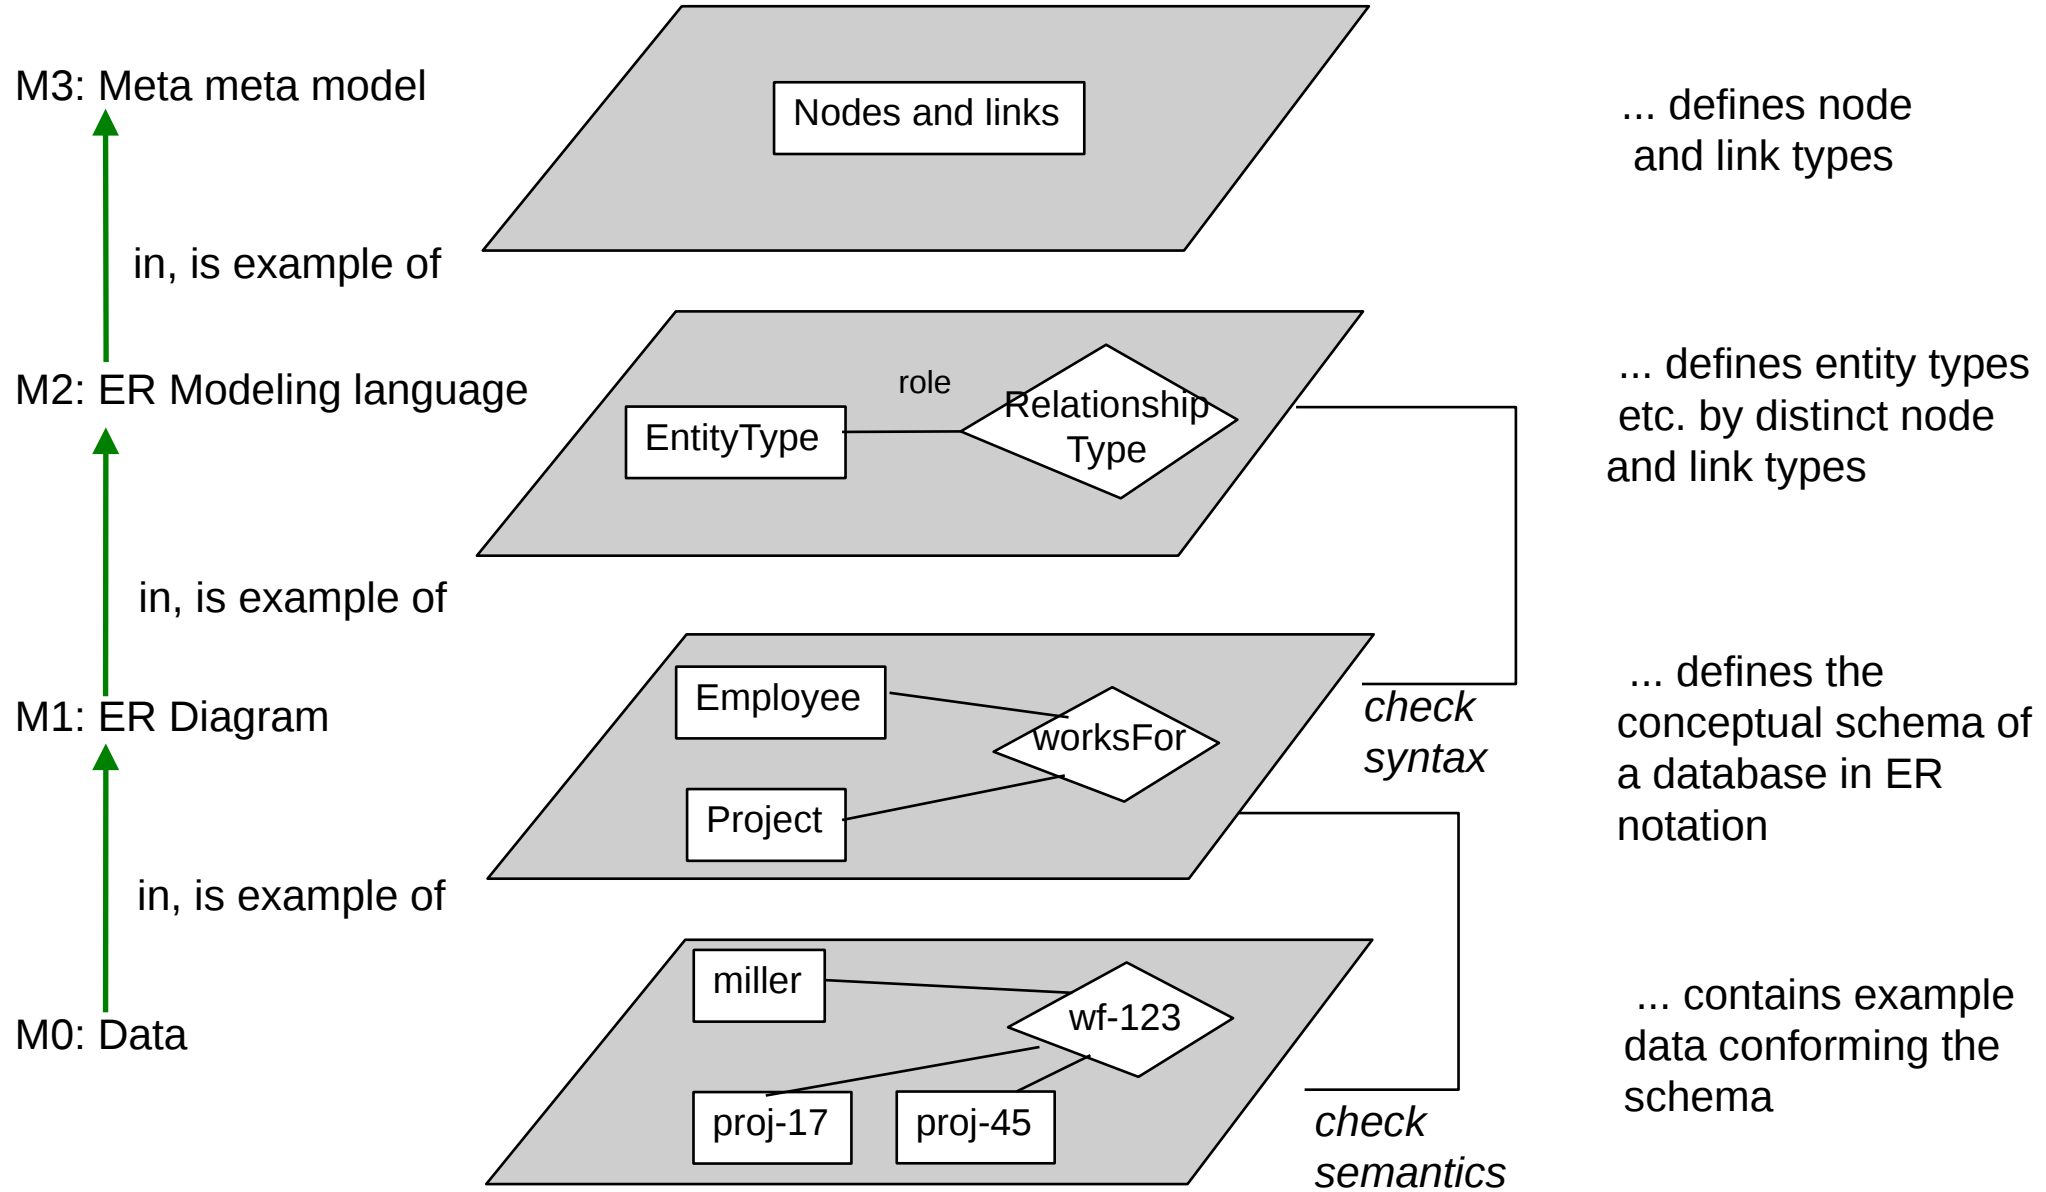 M3: Meta meta model
Nodes and links
... defines node
and link types
in, is example of
M2: ER Modeling language
EntityType
role
Relationship
Type
... defines entity types
etc. by distinct node
and link types
in, is example of
M1: ER Diagram
Employee
worksFor
Project
check
syntax
... defines the
conceptual schema of
a database in ER
notation
in, is example of
M0: Data
miller
wf-123
proj-17
proj-45
check
semantics
... contains example
data conforming the
schema